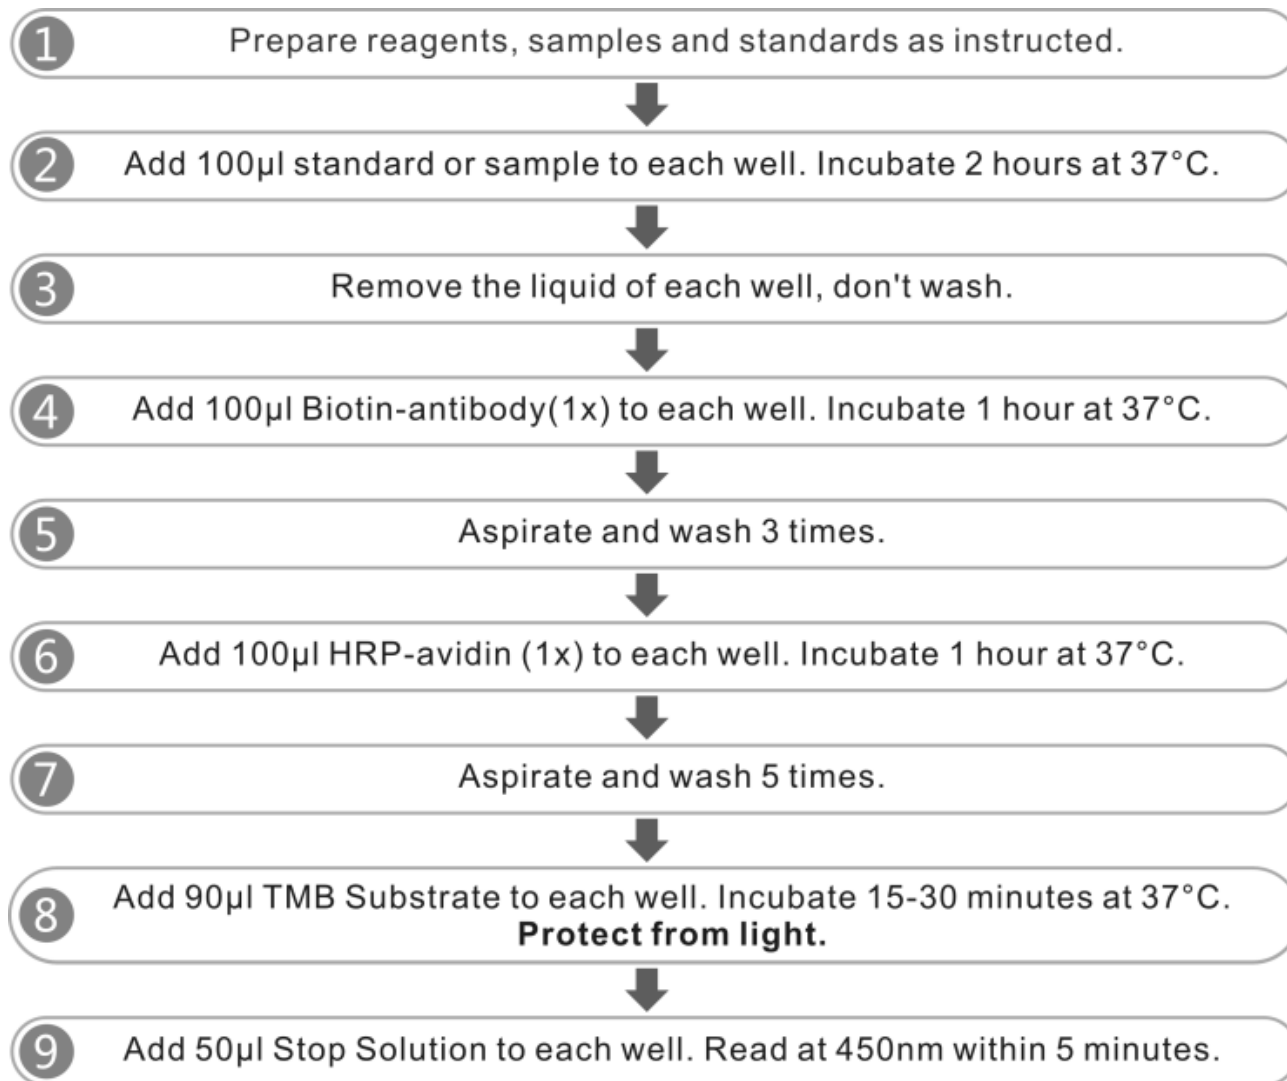 1 Prepare reagents, samples and standards as instructed.
2 Add 100µl standard or sample to each well. Incubate 2 hours at 37°C.
3 Remove the liquid of each well, don't wash.
4 Add 100µl Biotin-antibody(1x) to each well. Incubate 1 hour at 37°C.
5 Aspirate and wash 3 times.
6 Add 100µl HRP-avidin (1x) to each well. Incubate 1 hour at 37°C.
7 Aspirate and wash 5 times.
8 Add 90µl TMB Substrate to each well. Incubate 15-30 minutes at 37°C.
Protect from light.
9 Add 50µl Stop Solution to each well. Read at 450nm within 5 minutes.